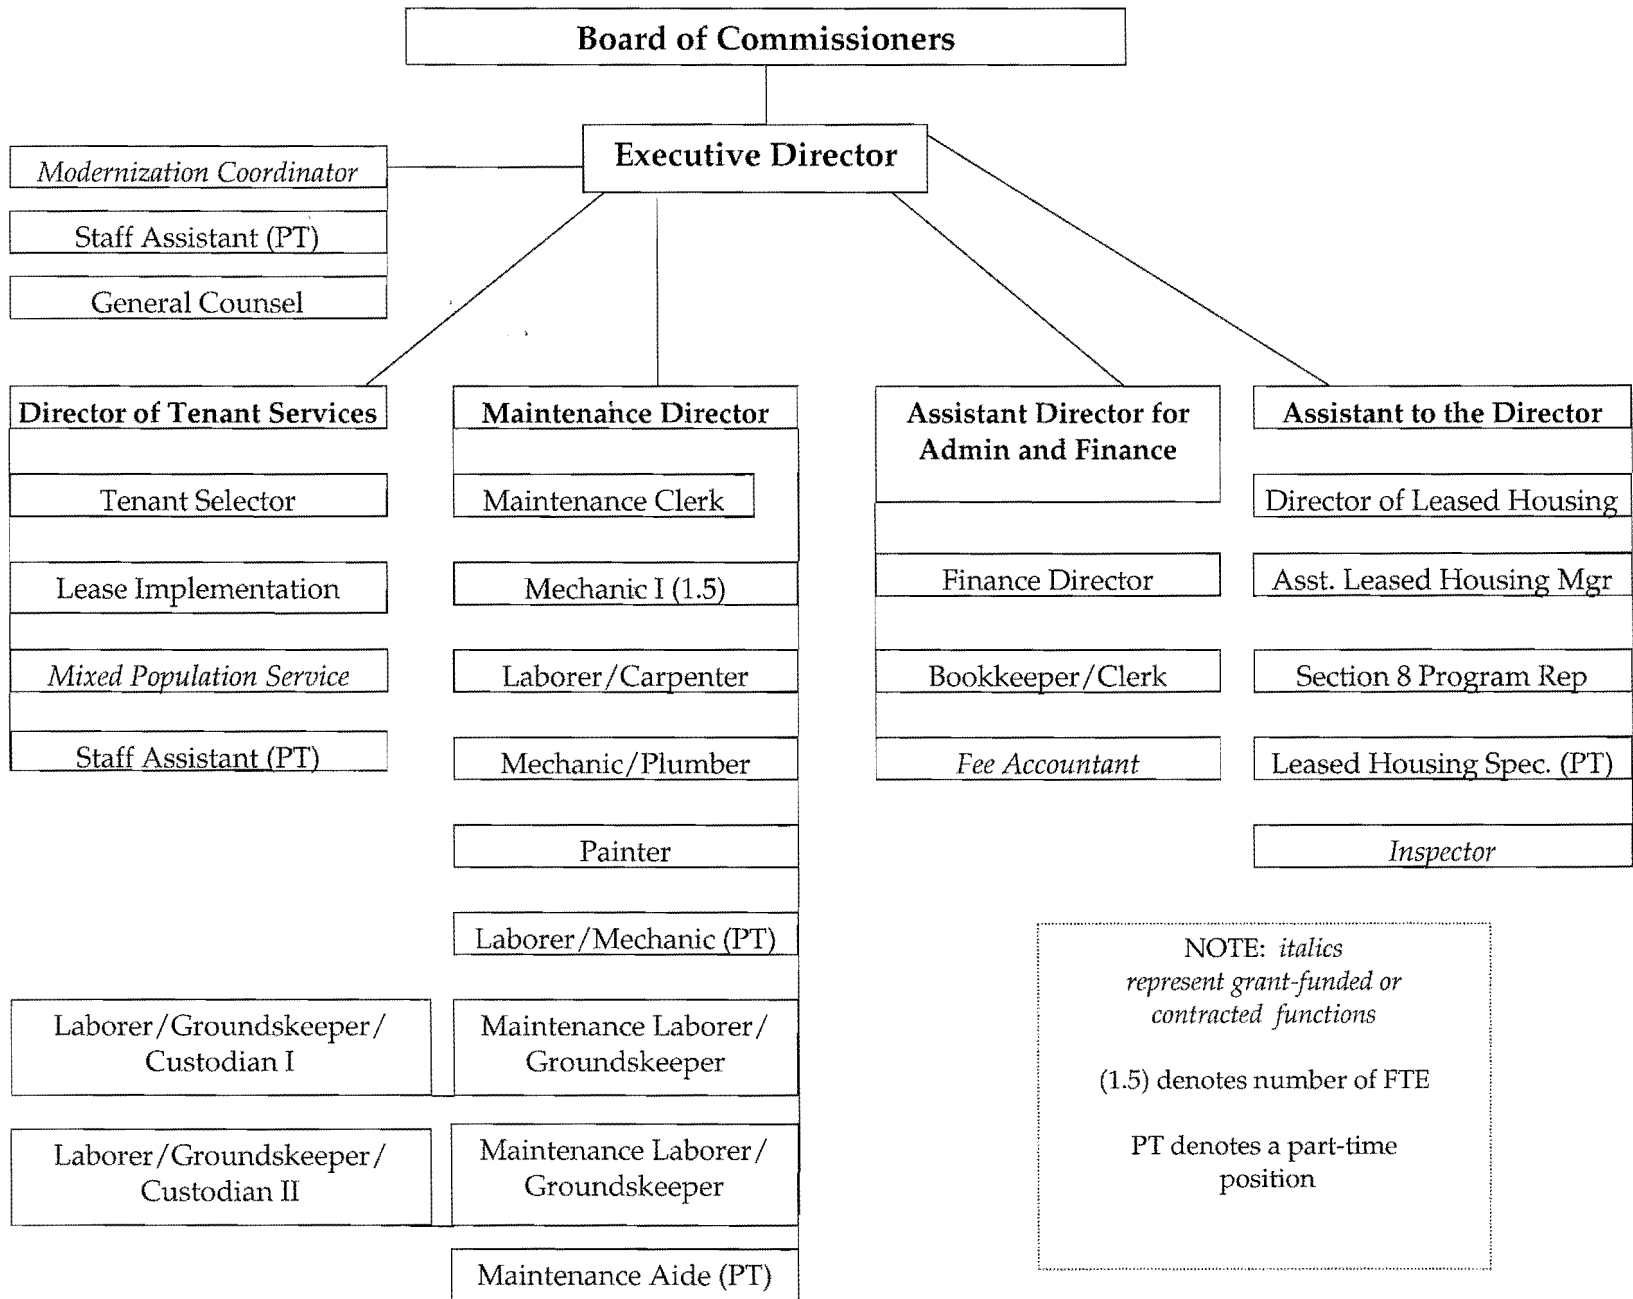 Board of Commissioners
Executive Director
Modernization Coordinator
Staff Assistant (PT)
General Counsel
Director of Tenant Services
Tenant Selector
Lease Implementation
Mixed Population Service
Staff Assistant (PT)
Maintenance Director
Maintenance Clerk
Mechanic I (1.5)
Laborer/Carpenter
Mechanic/Plumber
Painter
Laborer/Mechanic (PT)
Laborer/Groundskeeper/
Custodian I
Maintenance Laborer/
Groundskeeper
Laborer/Groundskeeper/
Custodian II
Maintenance Laborer/
Groundskeeper
Maintenance Aide (PT)
Assistant Director for
Admin and Finance
Finance Director
Bookkeeper/Clerk
Fee Accountant
Assistant to the Director
Director of Leased Housing
Asst. Leased Housing Mgr
Section 8 Program Rep
Leased Housing Spec. (PT)
Inspector
NOTE: italics
represent grant-funded or
contracted functions
(1.5) denotes number of FTE
PT denotes a part-time
position